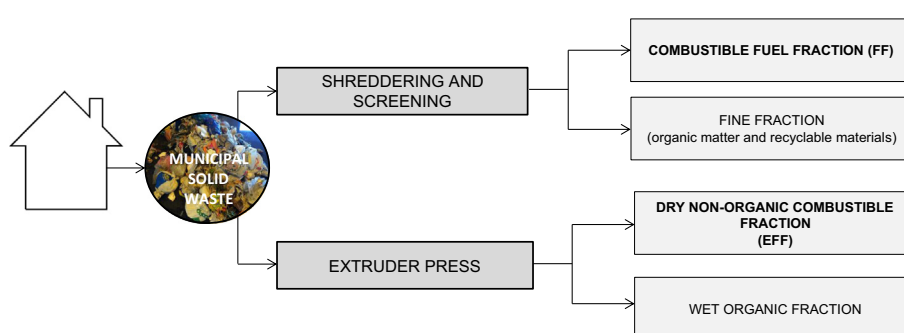 COMBUSTIBLE FUEL FRACTION (FF)
SHREDDERING AND
SCREENING
FINE FRACTION
(organic matter and recyclable materials)
MUNICIPAL
SOLID
WASTE
DRY NON-ORGANIC COMBUSTIBLE
FRACTION
(EFF)
EXTRUDER PRESS
WET ORGANIC FRACTION